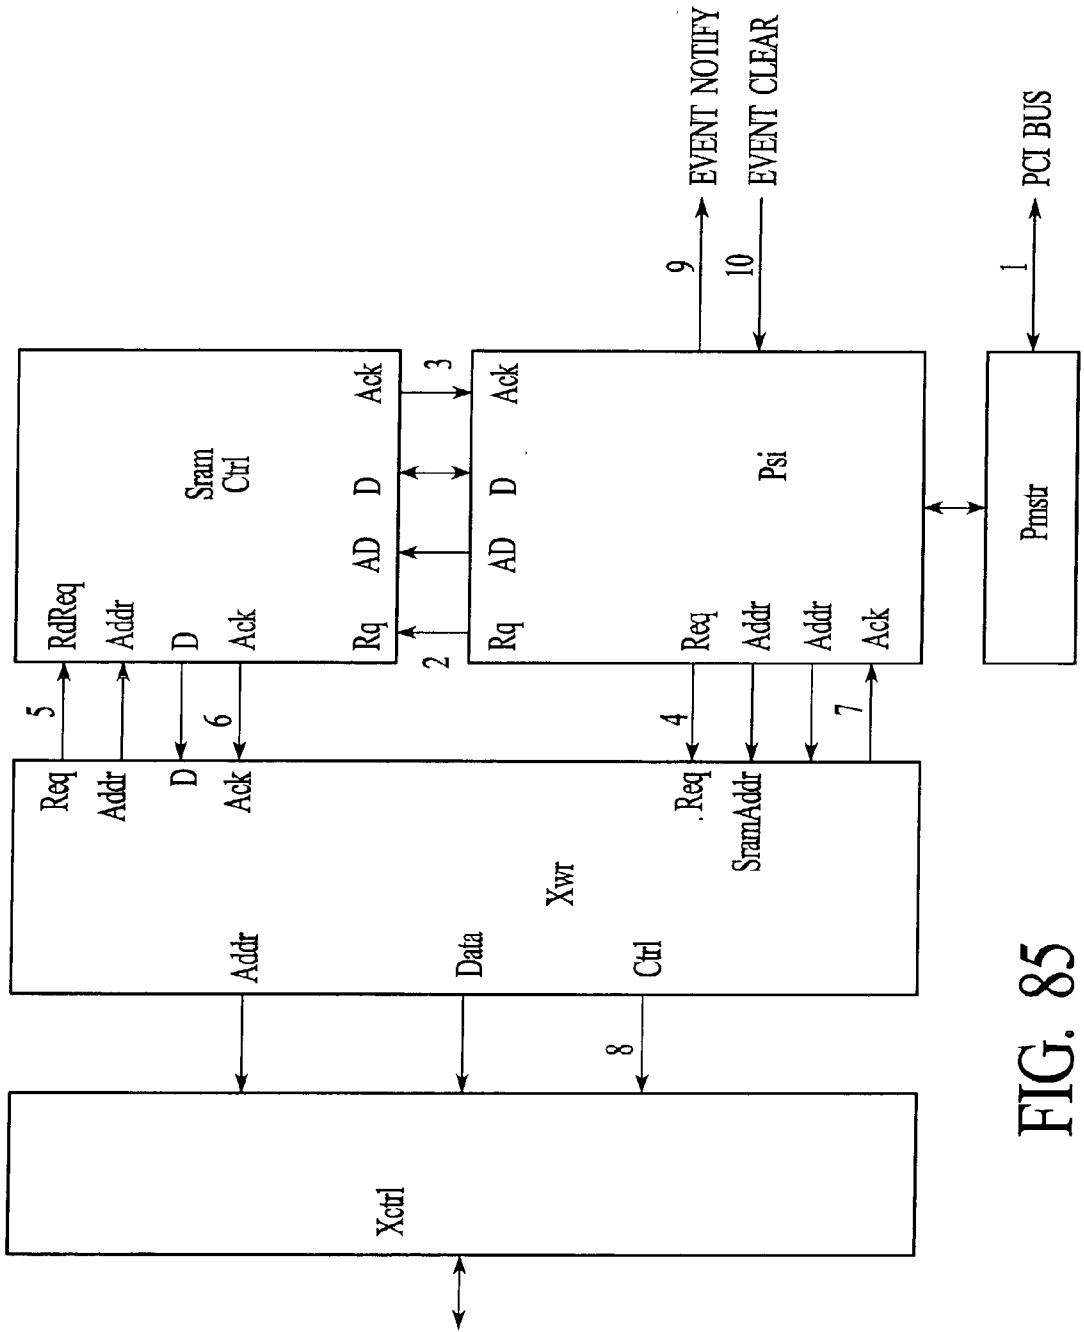 EVENT NOTIFY
EVENT CLEAR
PCI BUS
9
10
1
Sram
Ctrl
RdReq
Addr
D
Ack
Rq
AD
D
Ack
2
3
Rq
AD
D
Ack
Psi
Req
Addr
Addr
Ack
Pmstr
5
6
4
7
Req
Addr
D
Ack
. Req
SramAddr
Xwr
Addr
Data
Ctrl
8
Xctrl
FIG. 85